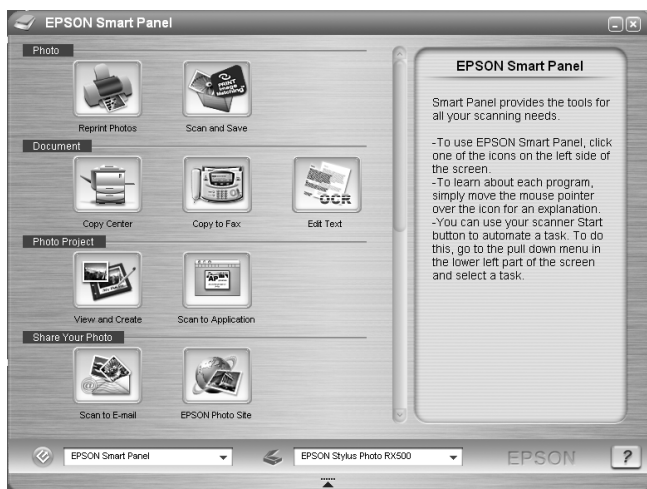 EPSON Smart Panel
Photo
PRINT
Image
Matching
Reprint Photos
Scan and Save
Document
OCR
Copy Center
Copy to Fax
Edit Text
Photo Project
View and Create
Scan to Application
Share Your Photo
Scan to E-mail
EPSON Photo Site
EPSON Smart Panel
Smart Panel provides the tools for
all your scanning needs.
-To use EPSON Smart Panel, click
one of the icons on the left side of
the screen.
-To learn about each program,
simply move the mouse pointer
over the icon for an explanation.
-You can use your scanner Start
button to automate a task. To do
this, go to the pull down menu in
the lower left part of the screen
and select a task.
EPSON Smart Panel
EPSON Stylus Photo RX500
EPSON
?